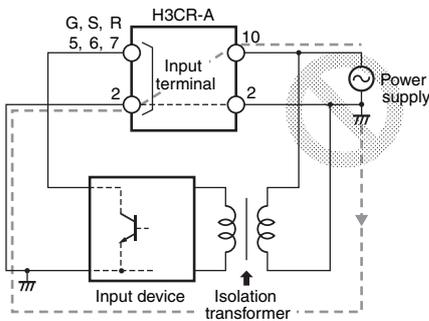 H3CR-A
G, S, R
5, 6, 7
10
Input
terminal
2
2
Power
supply
Input device
Isolation
transformer